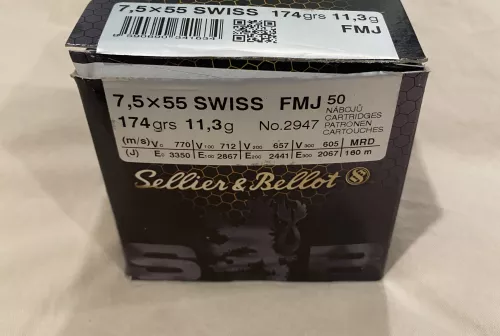 7,5×55 SWISS 174grs 11,3g
FMJ
7,5×55 SWISS FMJ 50
174grs 11,3g No.2947
NÁBOJŮ
CARTRIDGES
PATRONEN
CARTOUCHES
(m/s) V0 770 V100 712 V200 657 V300 605 MRD
(J) E0 3350 E100 2867 E200 2441 E300 2067 160 m
Sellier & Bellot S
S&B